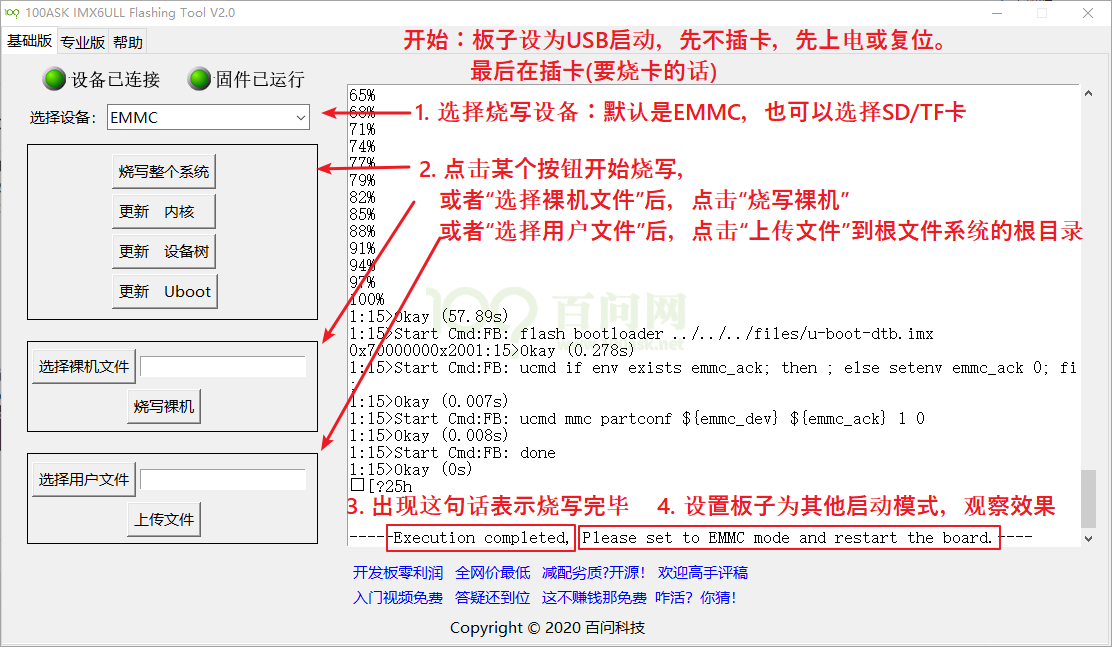 100ASK IMX6ULL Flashing Tool V2.0
基础版 专业版 帮助
开始：板子设为USB启动，先不插卡，先上电或复位。
最后在插卡(要烧卡的话)
设备已连接 固件已运行
选择设备: EMMC
1. 选择烧写设备：默认是EMMC，也可以选择SD/TF卡
烧写整个系统
更新 内核
更新 设备树
更新 Uboot
2. 点击某个按钮开始烧写,
或者“选择裸机文件”后，点击“烧写裸机”
或者“选择用户文件”后，点击“上传文件”到根文件系统的根目录
选择裸机文件
烧写裸机
选择用户文件
上传文件
65%
68%
71%
74%
77%
79%
82%
85%
88%
91%
94%
97%
100%
100 百问网
1:15>Okay (57.89s)
1:15>Start Cmd:FB: flash bootloader ../../../files/u-boot-dtb.imx
0x70000000x2001:15>Okay (0.278s)
1:15>Start Cmd:FB: ucmd if env exists emmc_ack; then ; else setenv emmc_ack 0; fi
;
1:15>Okay (0.007s)
1:15>Start Cmd:FB: ucmd mmc partconf ${emmc_dev} ${emmc_ack} 1 0
1:15>Okay (0.008s)
1:15>Start Cmd:FB: done
1:15>Okay (0s)
□[?25h
3. 出现这句话表示烧写完毕 4. 设置板子为其他启动模式，观察效果
-----Execution completed, Please set to EMMC mode and restart the board.----
开发板零利润 全网价最低 减配劣质?开源! 欢迎高手评稿
入门视频免费 答疑还到位 这不赚钱那免费 咋活? 你猜!
Copyright © 2020 百问科技